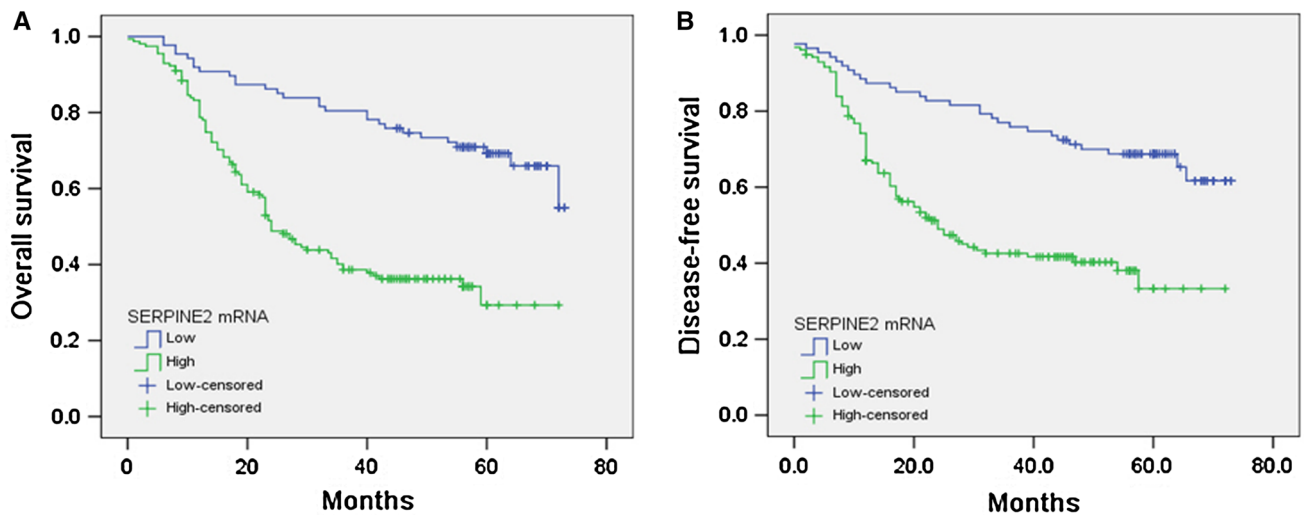 A
Overall survival
1.0
0.8
0.6
0.4
0.2
0.0
SERPINE2 mRNA
Low
High
Low-censored
High-censored
0 20 40 60 80
Months
B
Disease-free survival
1.0
0.8
0.6
0.4
0.2
0.0
SERPINE2 mRNA
Low
High
Low-censored
High-censored
0.0 20.0 40.0 60.0 80.0
Months